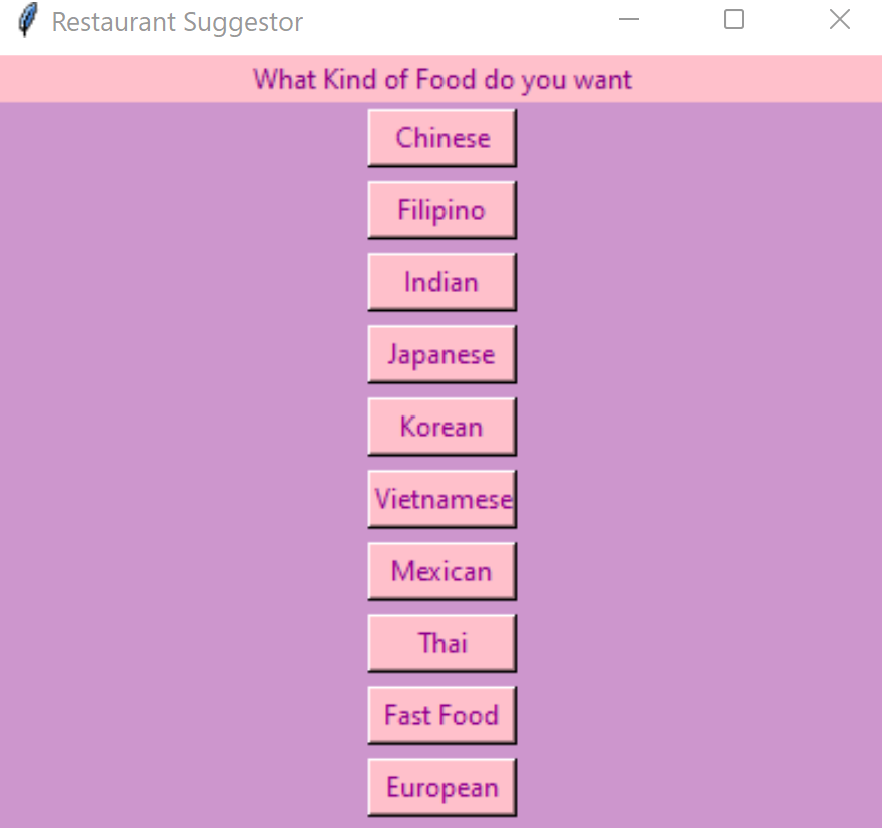 Restaurant Suggestor
What Kind of Food do you want
Chinese
Filipino
Indian
Japanese
Korean
Vietnamese
Mexican
Thai
Fast Food
European